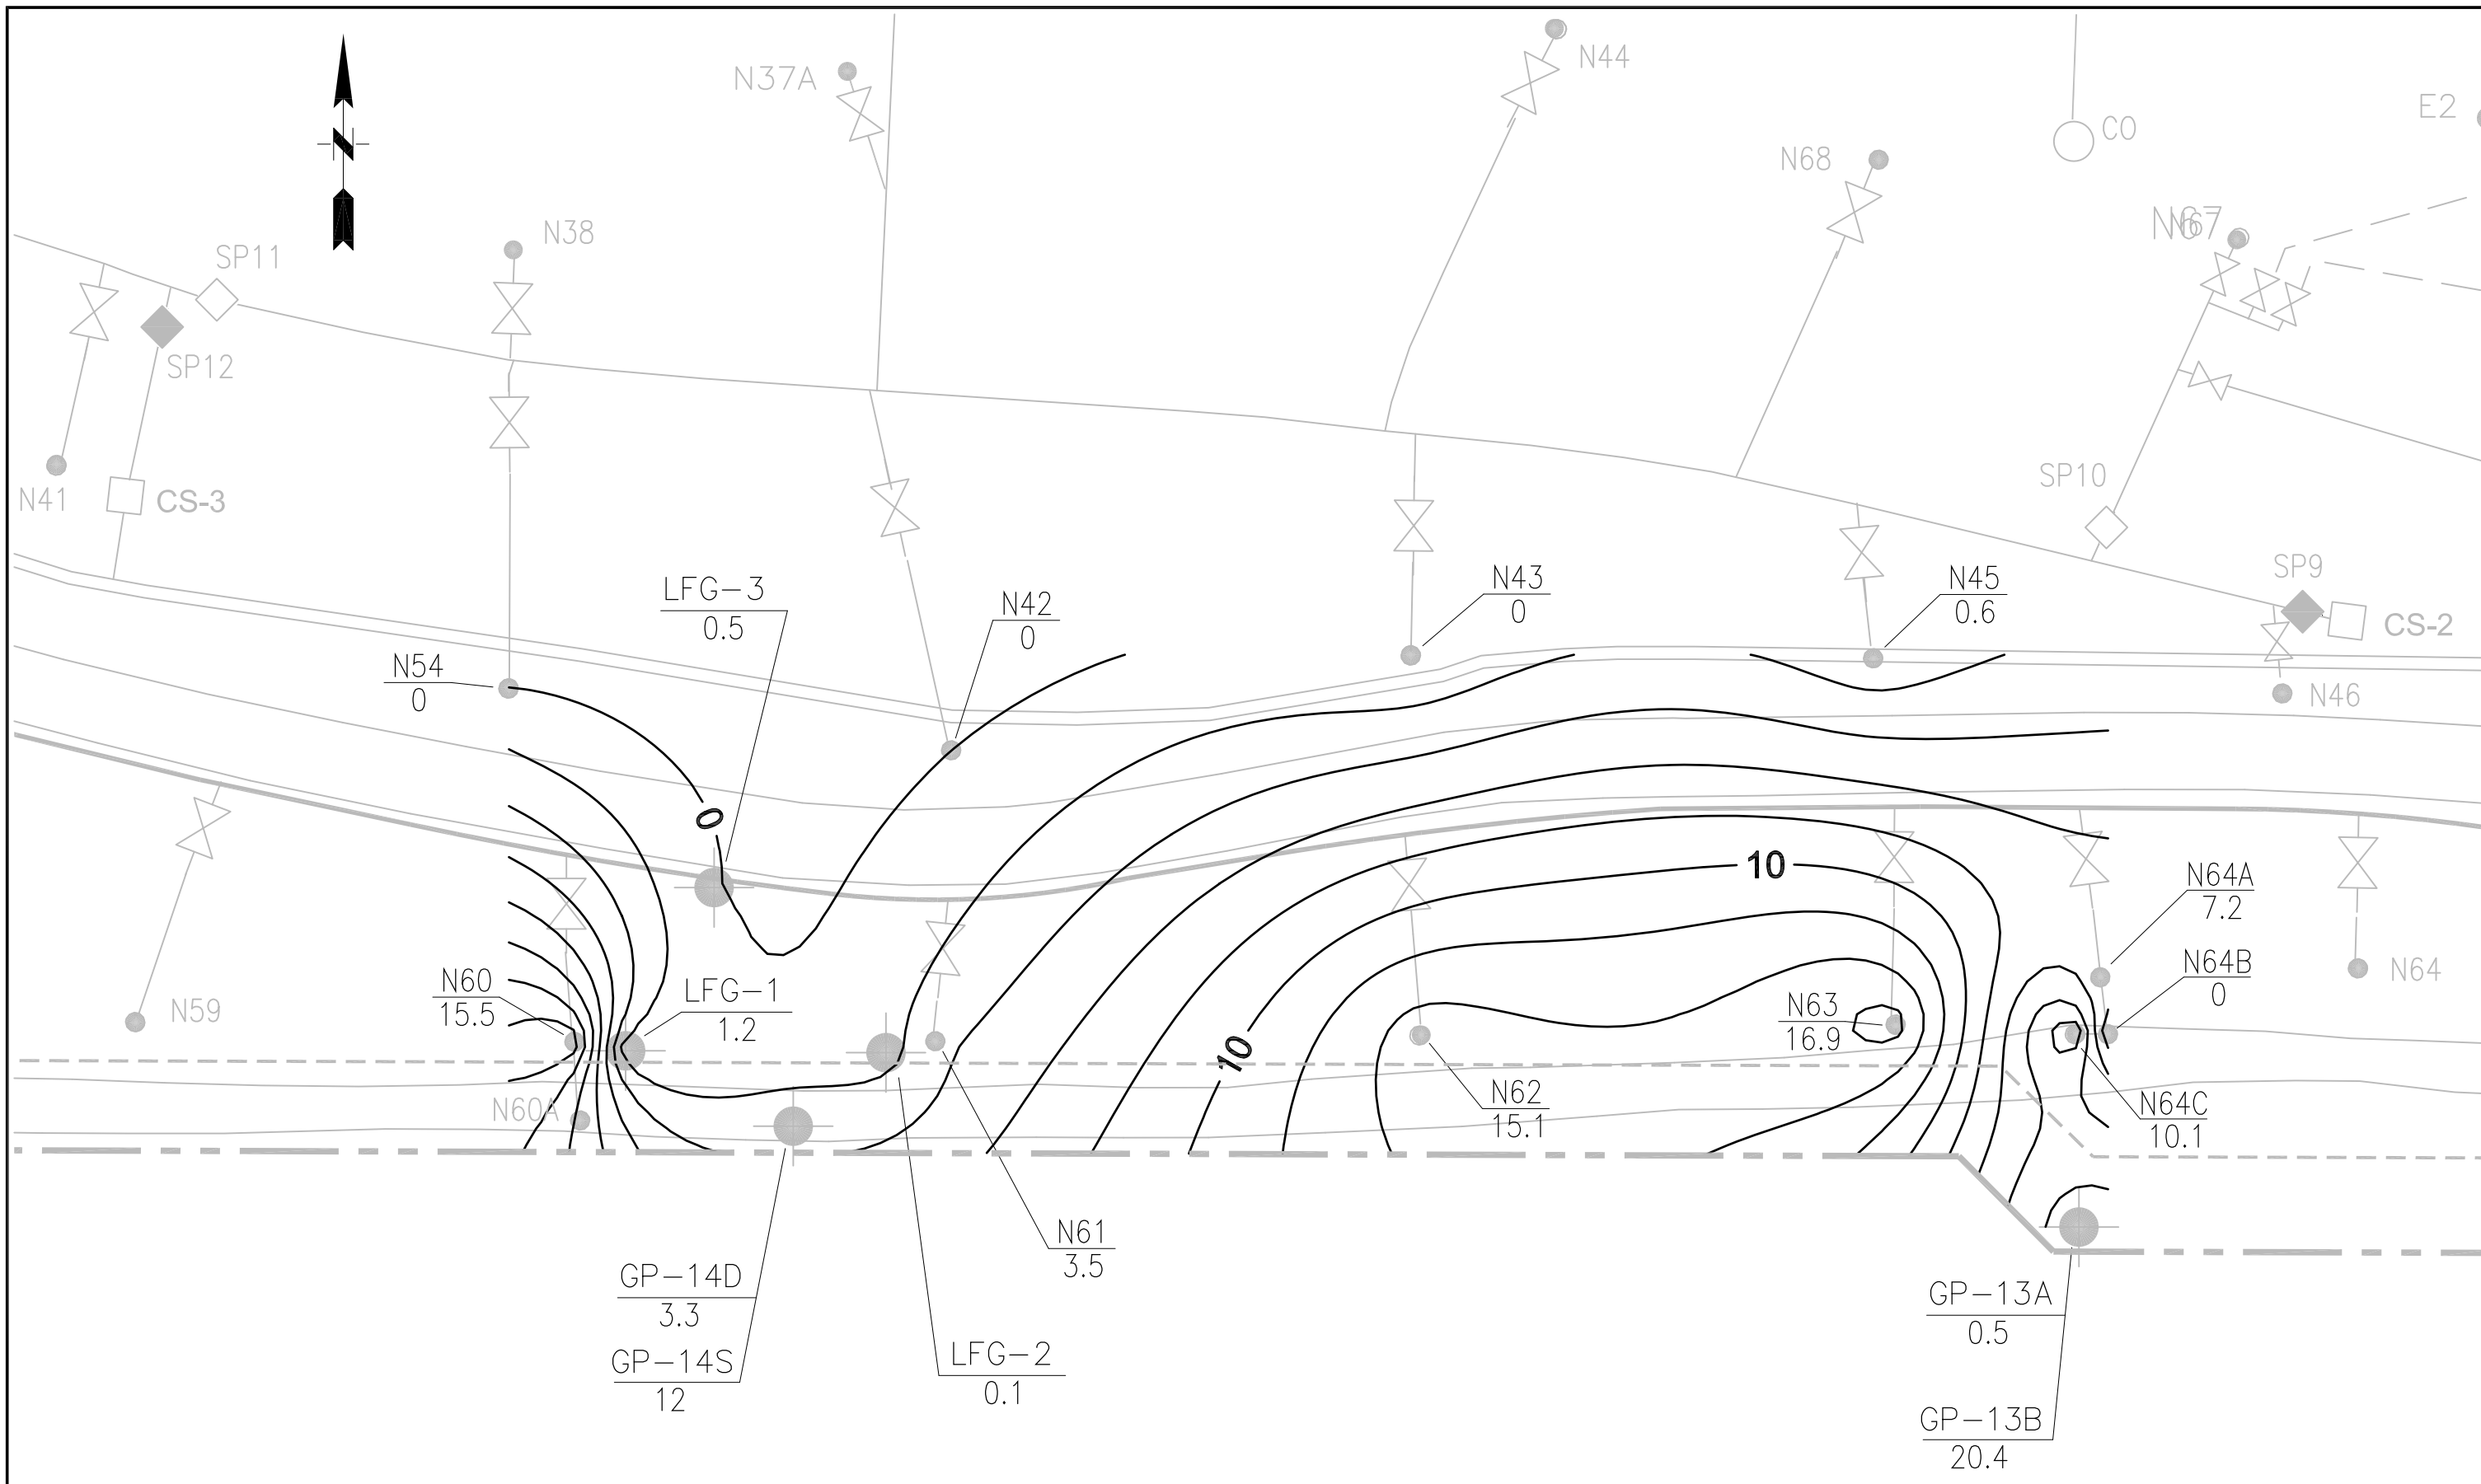 N44
N37A
E2
CO
N68
N
N67
N67
N38
SP11
SP12
SP10
N41
CS-3
SP9
LFG-3
0.5
N43
0
N45
0.6
N42
0
CS-2
N54
0
N46
0
10
N64A
7.2
N64B
0
N60
15.5
LFG-1
1.2
N64
N59
N63
16.9
10
N62
15.1
N60A
N64C
10.1
N61
3.5
GP-14D
3.3
GP-13A
0.5
GP-14S
12
LFG-2
0.1
GP-13B
20.4